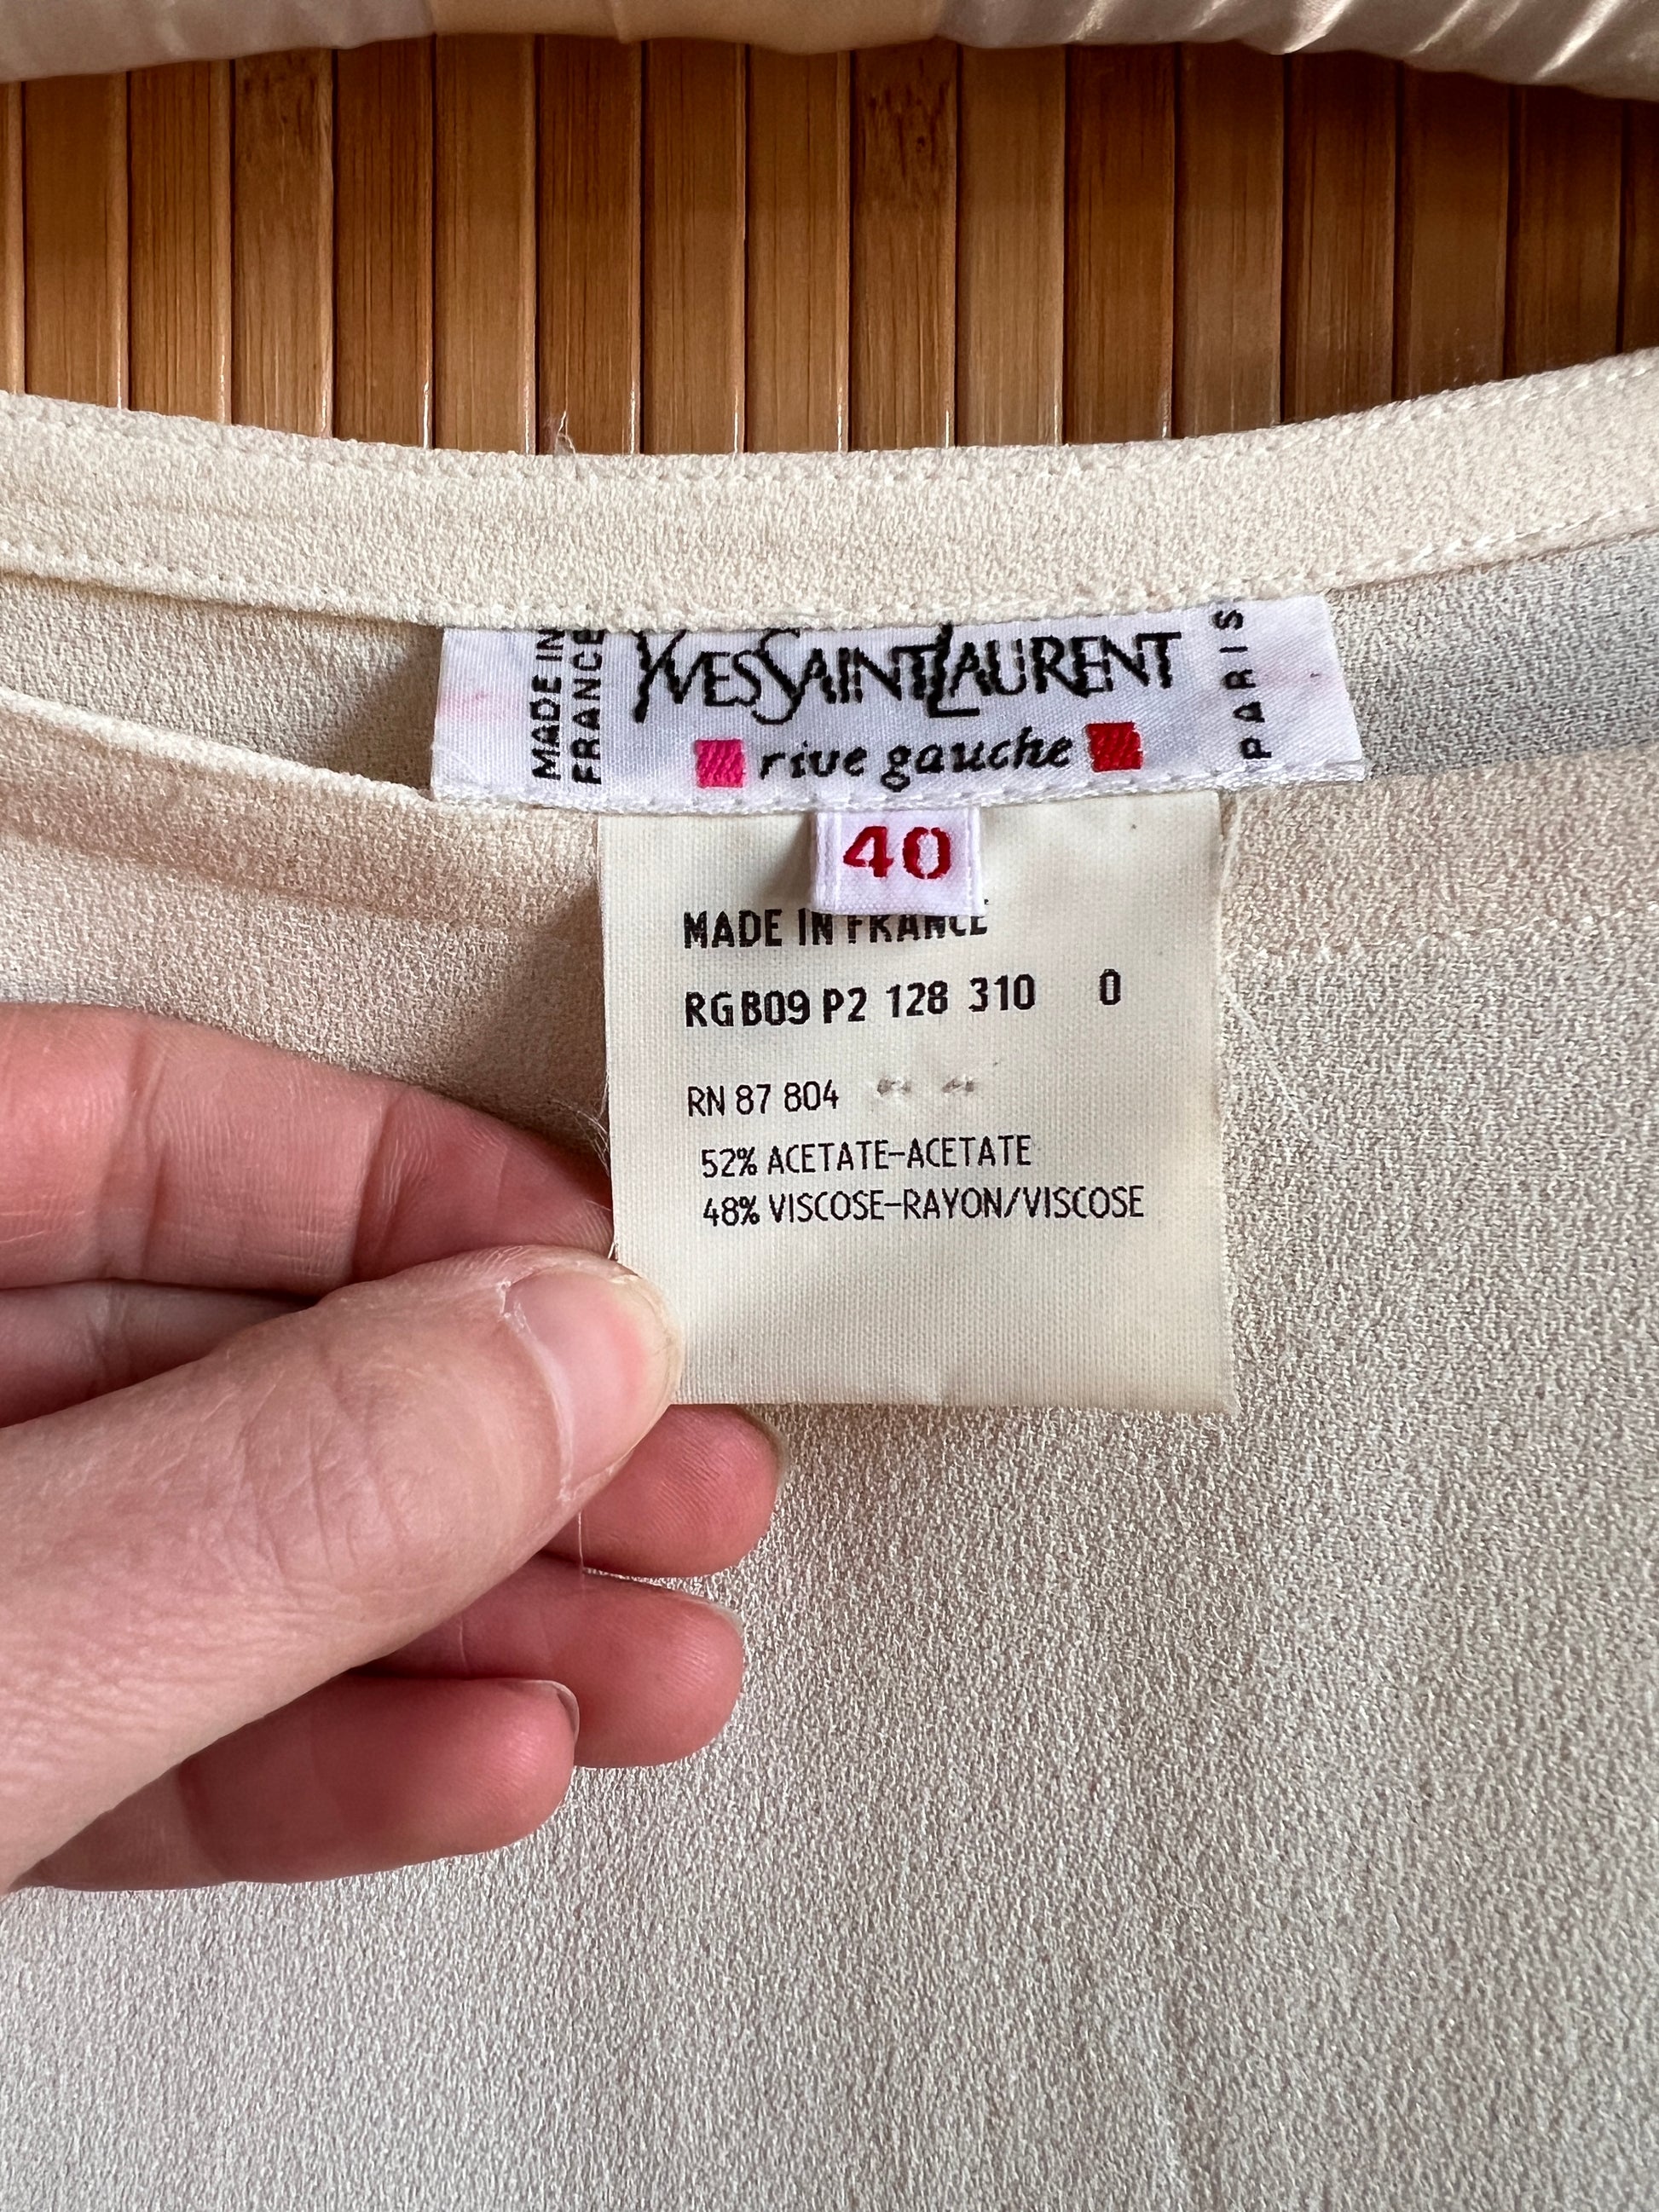 MADE IN
FRANCE
YVES SAINT LAURENT
rive gauche
PARIS
40
MADE IN FRANCE
RGB09 P2 128 310 0
RN 87 804
52% ACETATE-ACETATE
48% VISCOSE-RAYON/VISCOSE